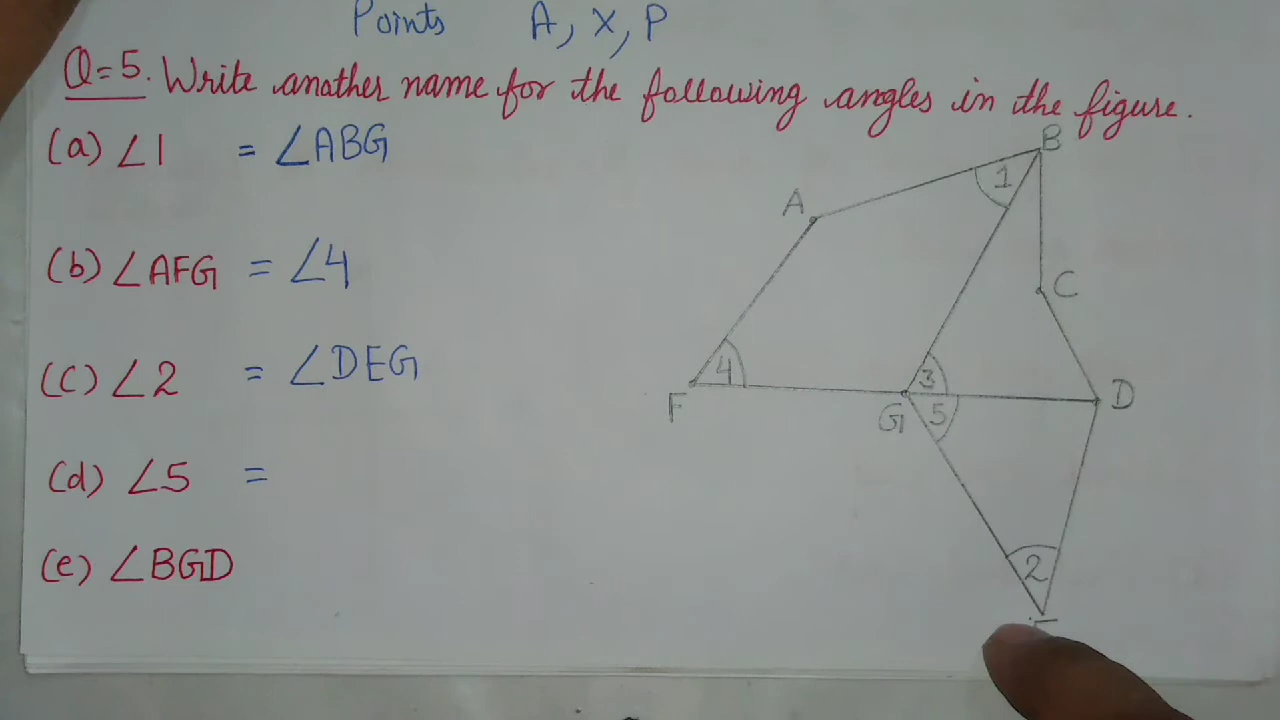 Points A, X, P
Q=5. Write another name for the following angles in the figure.
(a) ∠1 = ∠ABG
(b) ∠AFG = ∠4
(c) ∠2 = ∠DEG
(d) ∠5 =
(e) ∠BGD
B
1
A
C
4
3
F
G
5
D
2